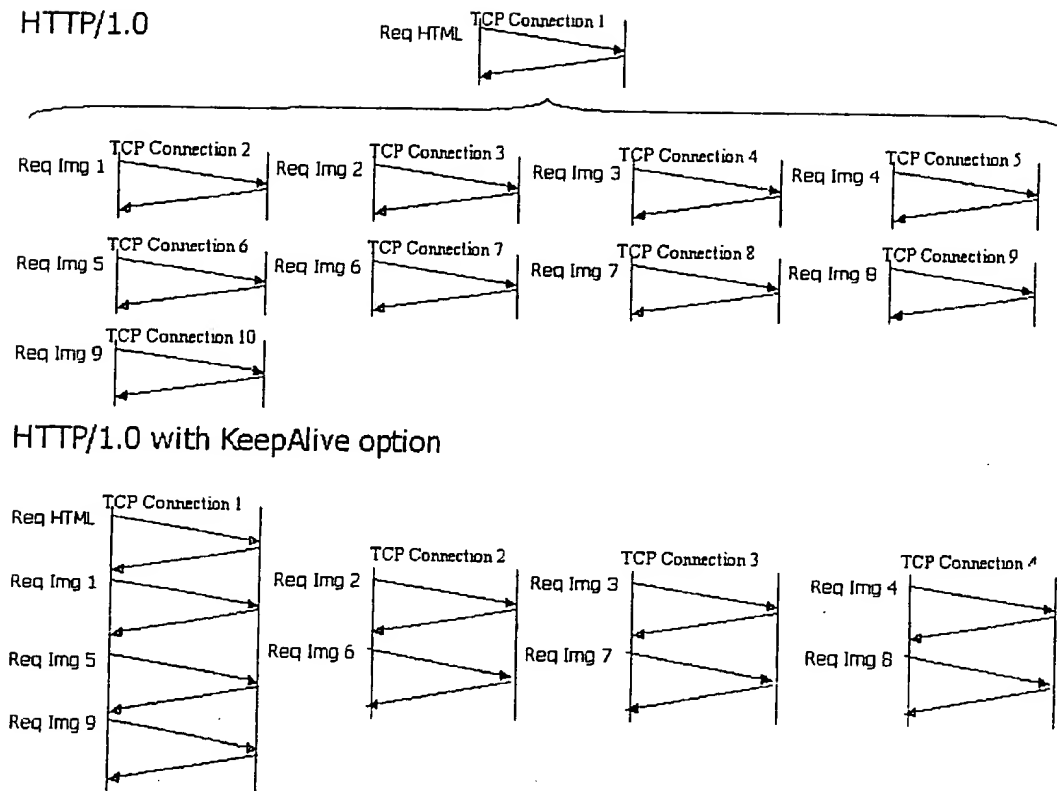 HTTP/1.0
Req HTML TCP Connection 1
Req Img 1 TCP Connection 2 Req Img 2 TCP Connection 3 Req Img 3 TCP Connection 4 Req Img 4 TCP Connection 5
Req Img 5 TCP Connection 6 Req Img 6 TCP Connection 7 Req Img 7 TCP Connection 8 Req Img 8 TCP Connection 9
Req Img 9 TCP Connection 10
HTTP/1.0 with KeepAlive option
Req HTML TCP Connection 1
TCP Connection 2 TCP Connection 3 TCP Connection 4
Req Img 1 Req Img 2 Req Img 3 Req Img 4
Req Img 5 Req Img 6 Req Img 7 Req Img 8
Req Img 9